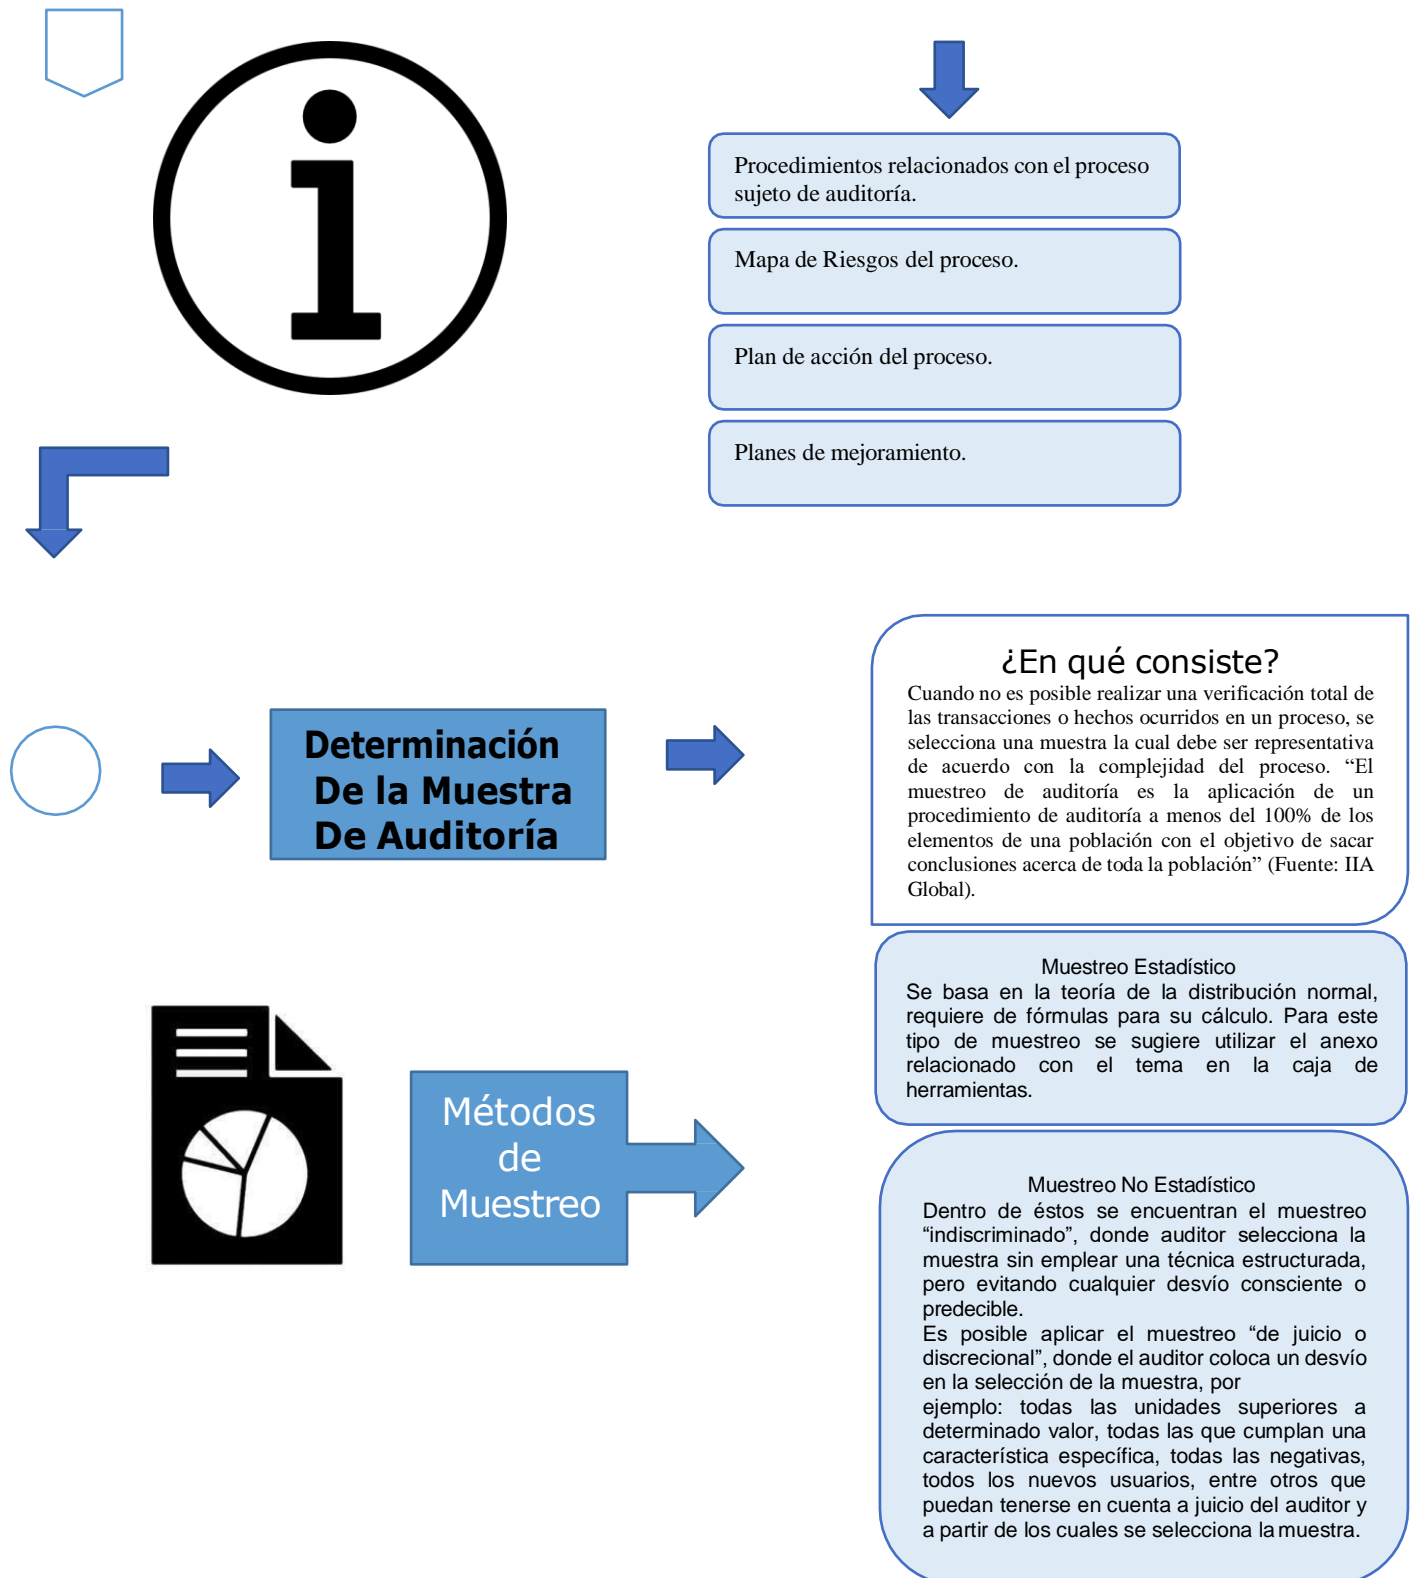 Procedimientos relacionados con el proceso
sujeto de auditoría.
Mapa de Riesgos del proceso.
Plan de acción del proceso.
Planes de mejoramiento.
Determinación
De la Muestra
De Auditoría
¿En qué consiste?
Cuando no es posible realizar una verificación total de
las transacciones o hechos ocurridos en un proceso, se
selecciona una muestra la cual debe ser representativa
de acuerdo con la complejidad del proceso. “El
muestreo de auditoría es la aplicación de un
procedimiento de auditoría a menos del 100% de los
elementos de una población con el objetivo de sacar
conclusiones acerca de toda la población” (Fuente: IIA
Global).
Métodos
de
Muestreo
Muestreo Estadístico
Se basa en la teoría de la distribución normal,
requiere de fórmulas para su cálculo. Para este
tipo de muestreo se sugiere utilizar el anexo
relacionado con el tema en la caja de
herramientas.
Muestreo No Estadístico
Dentro de éstos se encuentran el muestreo
“indiscriminado”, donde auditor selecciona la
muestra sin emplear una técnica estructurada,
pero evitando cualquier desvío consciente o
predecible.
Es posible aplicar el muestreo “de juicio o
discrecional”, donde el auditor coloca un desvío
en la selección de la muestra, por
ejemplo: todas las unidades superiores a
determinado valor, todas las que cumplan una
característica específica, todas las negativas,
todos los nuevos usuarios, entre otros que
puedan tenerse en cuenta a juicio del auditor y
a partir de los cuales se selecciona la muestra.